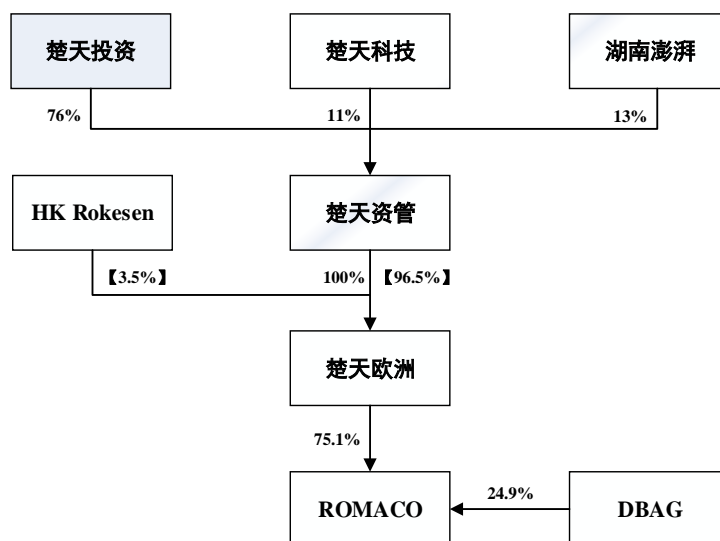 楚天投资
楚天科技
湖南澎湃
76%
11%
13%
HK Rokesen
楚天资管
【3.5%】
100%
【96.5%】
楚天欧洲
75.1%
24.9%
ROMACO
DBAG